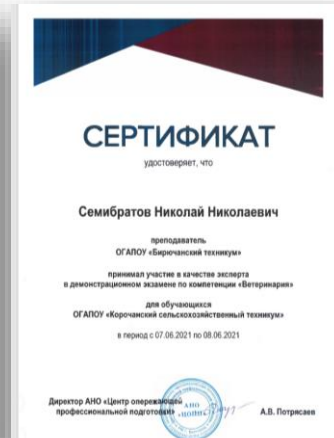 СЕРТИФИКАТ
удостоверяет, что
Семибратов Николай Николаевич
преподаватель
ОГАПОУ «Бирючанский техникум»
принимал участие в качестве эксперта
в демонстрационном экзамене по компетенции «Ветеринария»
для обучающихся
ОГАПОУ «Корочанский сельскохозяйственный техникум»
в период с 07.06.2021 по 08.06.2021
Директор АНО «Центр опережающей
профессиональной подготовки»
А.В. Потрясаев
АНО